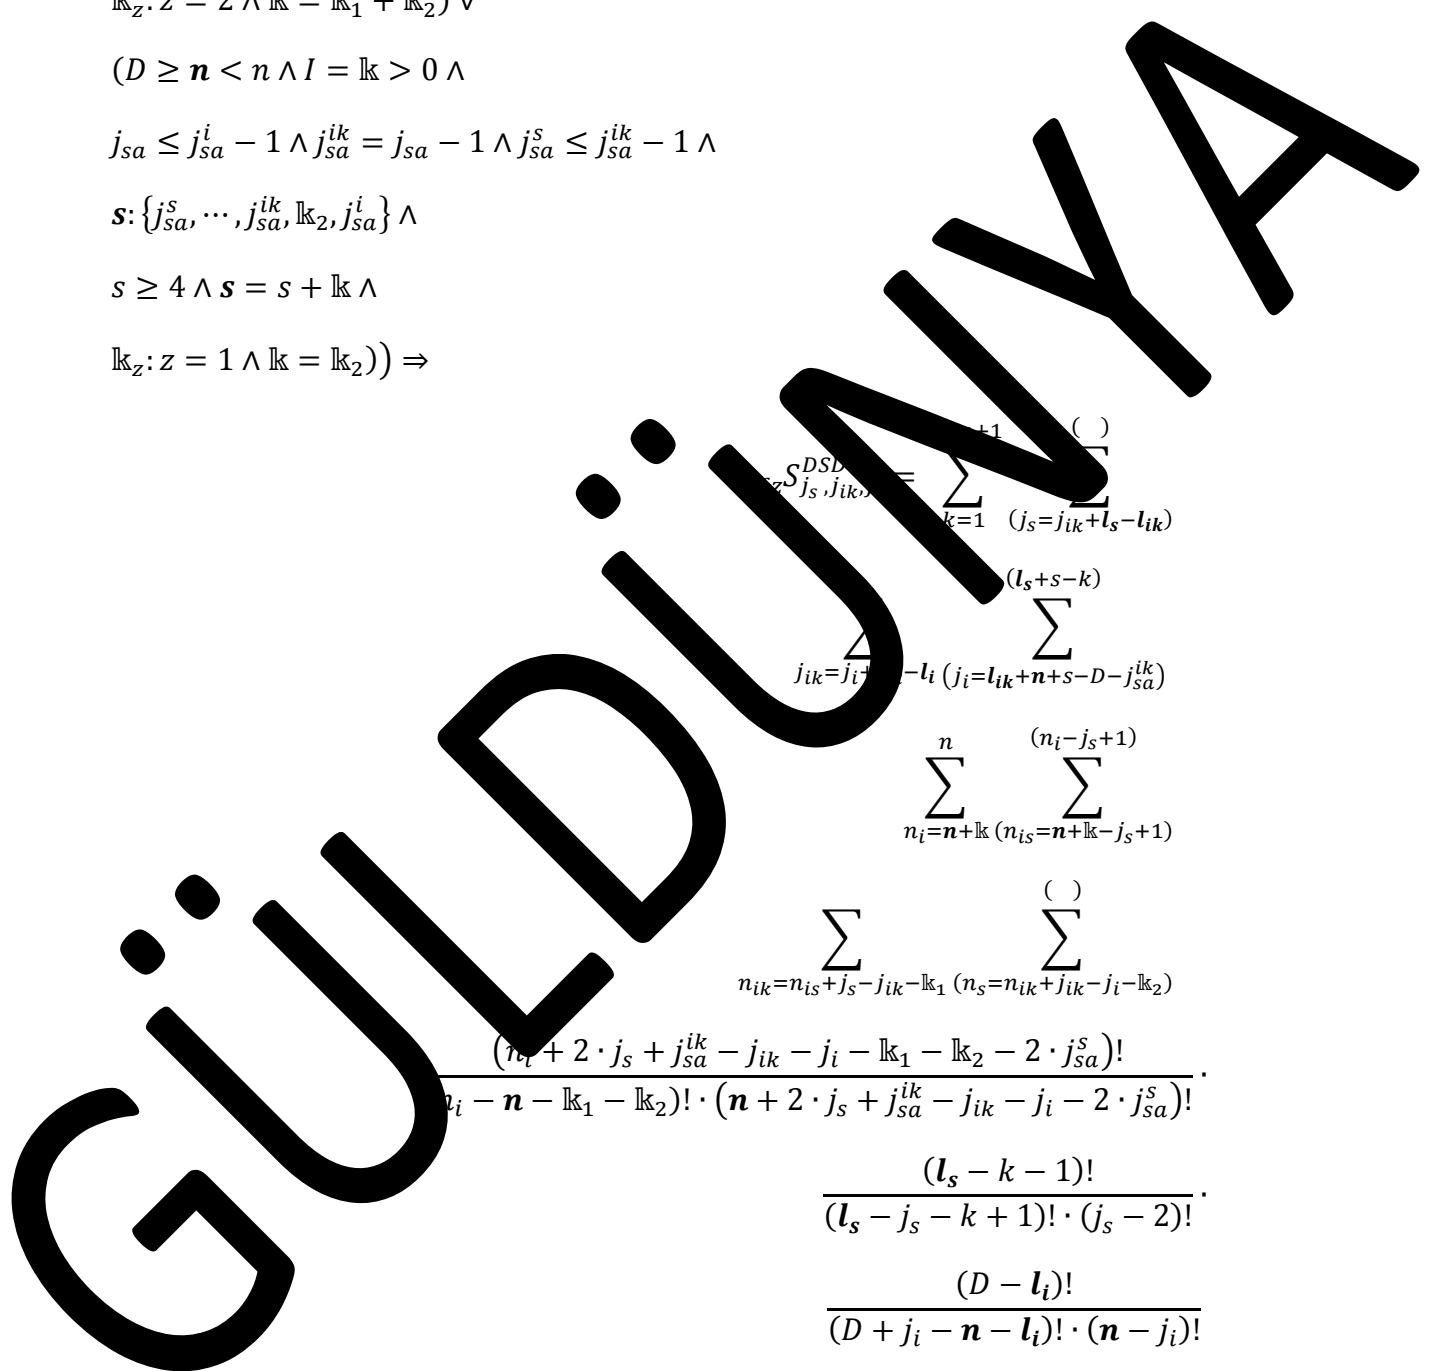 𝕜_z: z = 2 ∧ 𝕜 = 𝕜_1 + 𝕜_2) ∨
(D ≥ 𝒏 < n ∧ I = 𝕜 > 0 ∧
j_{sa} ≤ j_{sa}^{i} − 1 ∧ j_{sa}^{ik} = j_{sa} − 1 ∧ j_{sa}^{s} ≤ j_{sa}^{ik} − 1 ∧
𝒔: {j_{sa}^{s}, ⋯, j_{sa}^{ik}, 𝕜_2, j_{sa}^{i}} ∧
s ≥ 4 ∧ 𝒔 = s + 𝕜 ∧
𝕜_z: z = 1 ∧ 𝕜 = 𝕜_2)) ⇒
+1 ( )
S_{j_s, j_{ik},}^{DSD} = ∑ ∑
k=1 (j_s=j_{ik}+𝒍_𝒔−𝒍_{𝒊𝒌})
(𝒍_𝒔+s−k)
∑ ∑
j_{ik}=j_i+ −𝒍_𝒊 (j_i=𝒍_{𝒊𝒌}+𝒏+s−D−j_{sa}^{ik})
n (n_i−j_s+1)
∑ ∑
n_i=𝒏+𝕜 (n_{is}=𝒏+𝕜−j_s+1)
( )
∑ ∑
n_{ik}=n_{is}+j_s−j_{ik}−𝕜_1 (n_s=n_{ik}+j_{ik}−j_i−𝕜_2)
(n_i + 2 · j_s + j_{sa}^{ik} − j_{ik} − j_i − 𝕜_1 − 𝕜_2 − 2 · j_{sa}^{s})!
n_i − 𝒏 − 𝕜_1 − 𝕜_2)! · (𝒏 + 2 · j_s + j_{sa}^{ik} − j_{ik} − j_i − 2 · j_{sa}^{s})! ·
(𝒍_𝒔 − k − 1)!
(𝒍_𝒔 − j_s − k + 1)! · (j_s − 2)! ·
(D − 𝒍_𝒊)!
(D + j_i − 𝒏 − 𝒍_𝒊)! · (𝒏 − j_i)!
GÜLDÜNYA